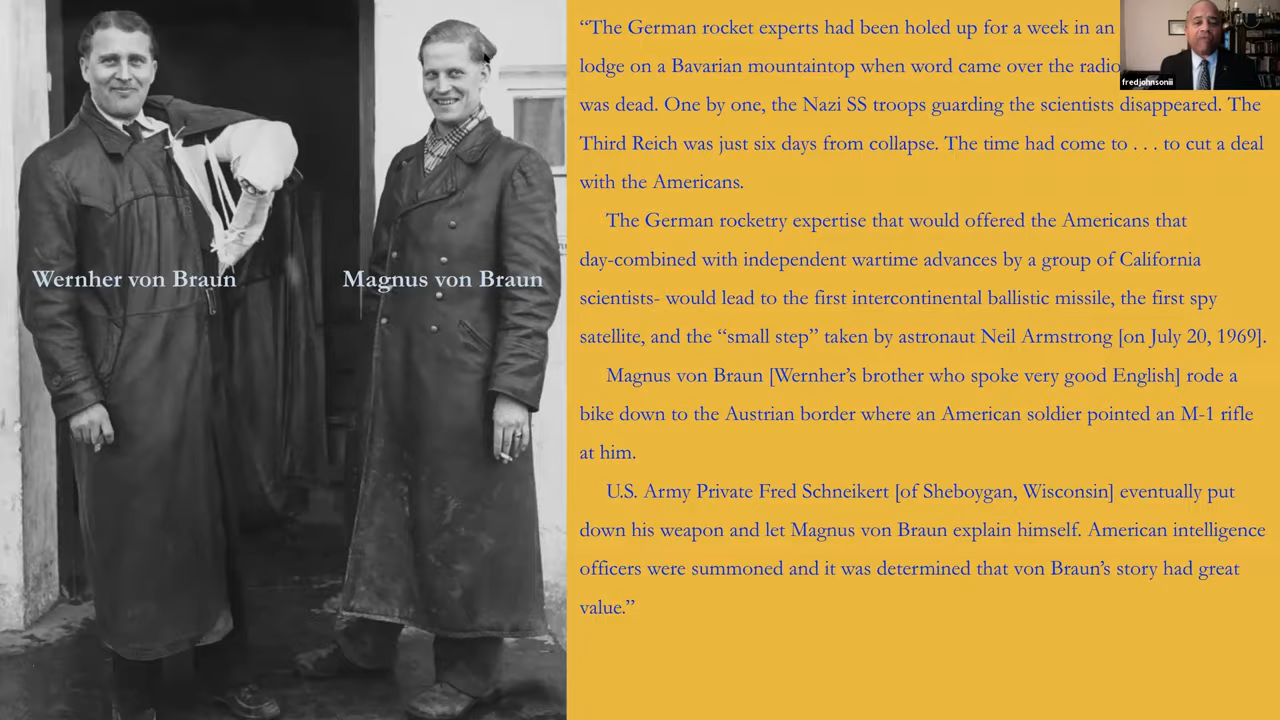 “The German rocket experts had been holed up for a week in an
lodge on a Bavarian mountaintop when word came over the radio
was dead. One by one, the Nazi SS troops guarding the scientists disappeared. The
Third Reich was just six days from collapse. The time had come to . . . to cut a deal
with the Americans.
The German rocketry expertise that would offered the Americans that
day-combined with independent wartime advances by a group of California
scientists- would lead to the first intercontinental ballistic missile, the first spy
satellite, and the “small step” taken by astronaut Neil Armstrong [on July 20, 1969].
Magnus von Braun [Wernher’s brother who spoke very good English] rode a
bike down to the Austrian border where an American soldier pointed an M-1 rifle
at him.
U.S. Army Private Fred Schneikert [of Sheboygan, Wisconsin] eventually put
down his weapon and let Magnus von Braun explain himself. American intelligence
officers were summoned and it was determined that von Braun’s story had great
value.”
Wernher von Braun
Magnus von Braun
fredjohnsoniii